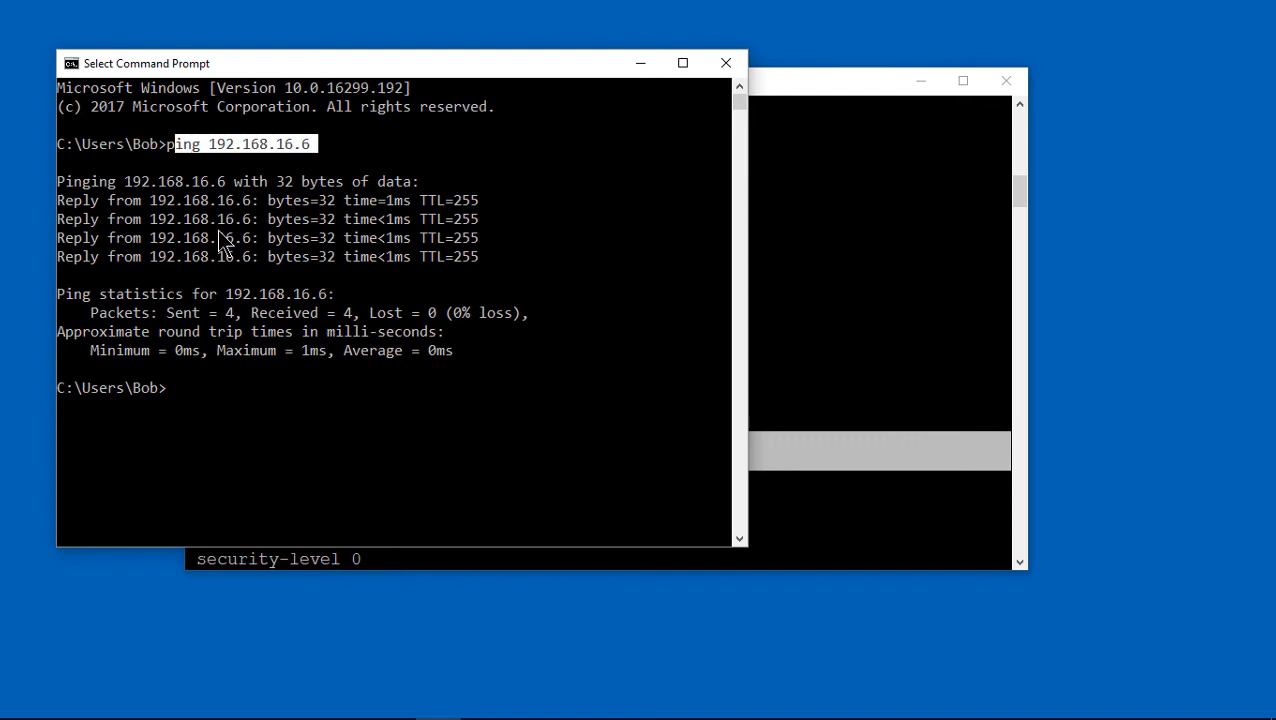 Select Command Prompt
Microsoft Windows [Version 10.0.16299.192]
(c) 2017 Microsoft Corporation. All rights reserved.
C:\Users\Bob>ping 192.168.16.6
Pinging 192.168.16.6 with 32 bytes of data:
Reply from 192.168.16.6: bytes=32 time=1ms TTL=255
Reply from 192.168.16.6: bytes=32 time<1ms TTL=255
Reply from 192.168.16.6: bytes=32 time<1ms TTL=255
Reply from 192.168.16.6: bytes=32 time<1ms TTL=255
Ping statistics for 192.168.16.6:
Packets: Sent = 4, Received = 4, Lost = 0 (0% loss),
Approximate round trip times in milli-seconds:
Minimum = 0ms, Maximum = 1ms, Average = 0ms
C:\Users\Bob>
security-level 0